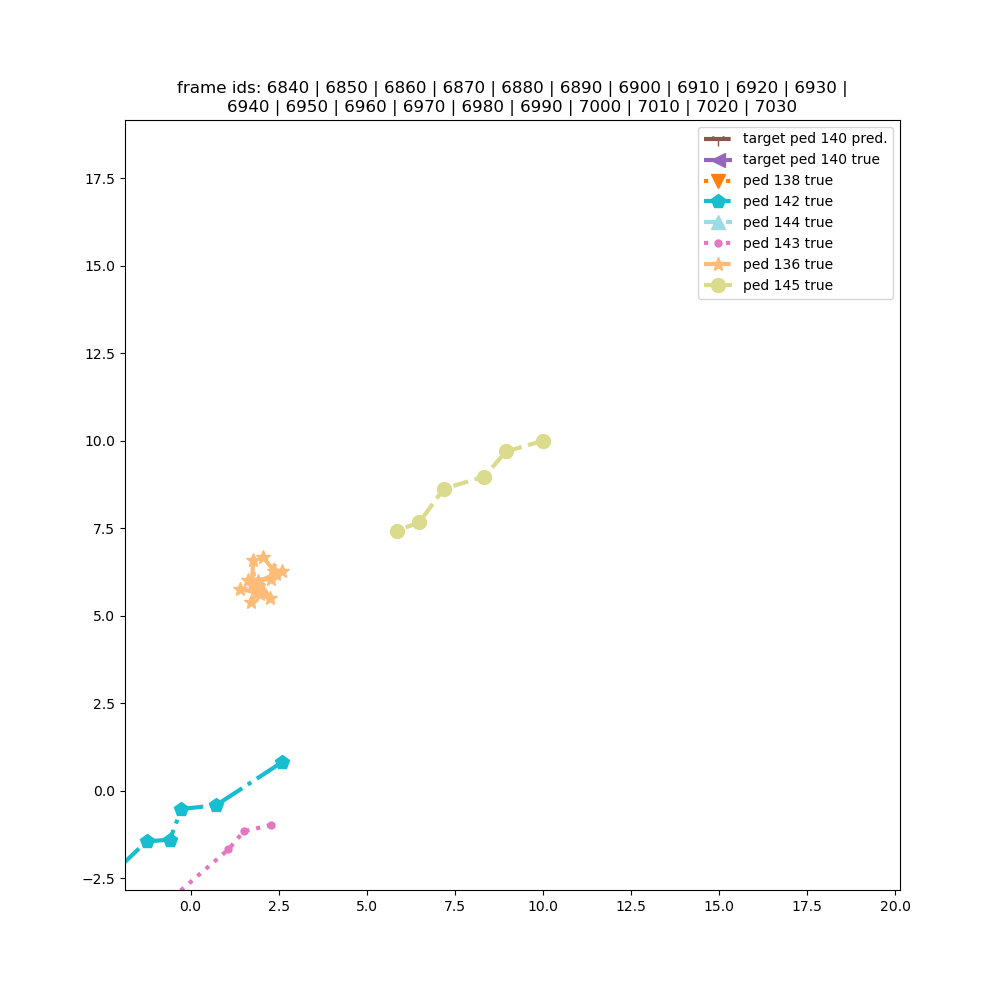 frame ids: 6840 | 6850 | 6860 | 6870 | 6880 | 6890 | 6900 | 6910 | 6920 | 6930 |
6940 | 6950 | 6960 | 6970 | 6980 | 6990 | 7000 | 7010 | 7020 | 7030
target ped 140 pred.
target ped 140 true
ped 138 true
ped 142 true
ped 144 true
ped 143 true
ped 136 true
ped 145 true
17.5
15.0
12.5
10.0
7.5
5.0
2.5
0.0
−2.5
0.0 2.5 5.0 7.5 10.0 12.5 15.0 17.5 20.0